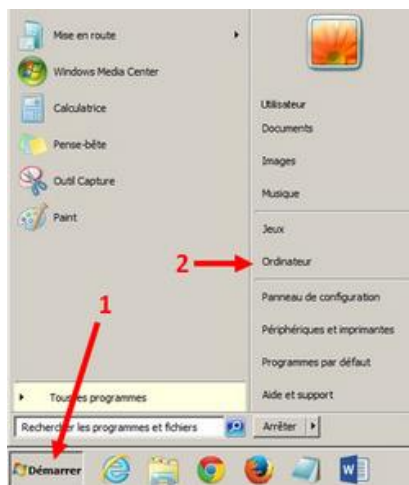 Mise en route
Windows Media Center
Calculatrice
Pense-bête
Outil Capture
Paint
1
Tous les programmes
Rechercher les programmes et fichiers
Utilisateur
Documents
Images
Musique
Jeux
2
Ordinateur
Panneau de configuration
Périphériques et imprimantes
Programmes par défaut
Aide et support
Arrêter
Démarrer
W